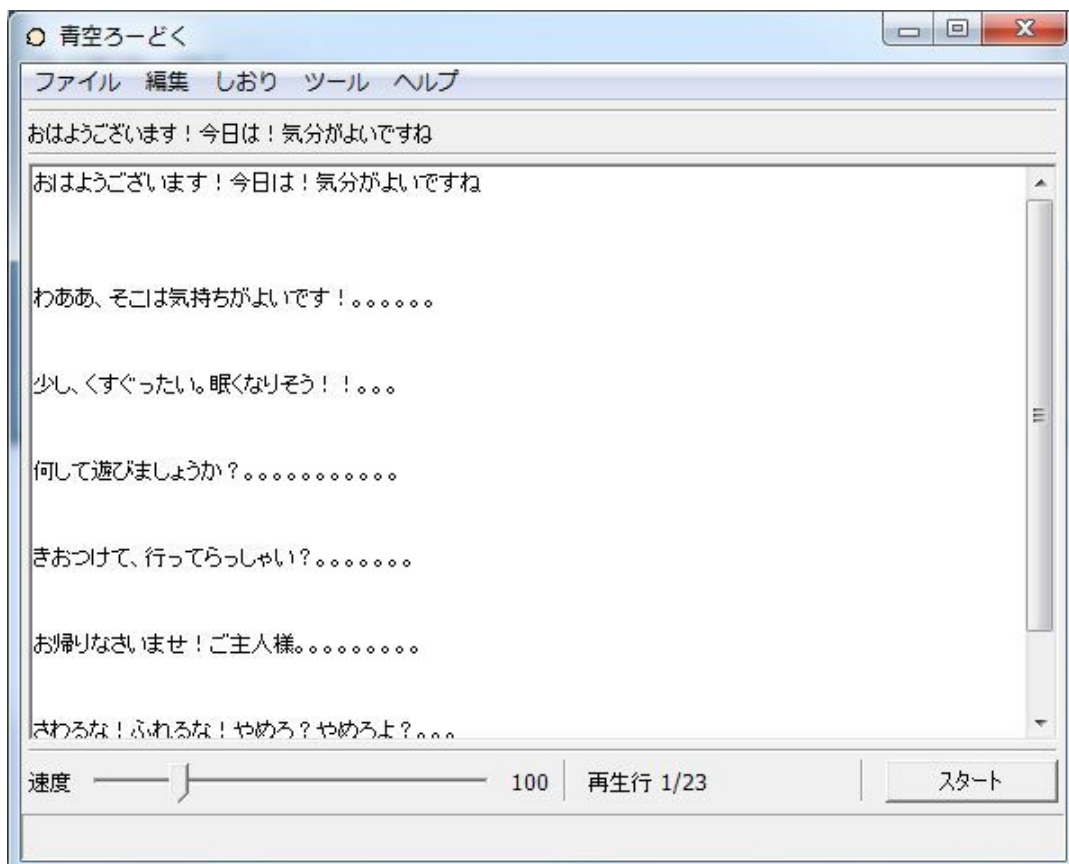 青空ろーどく
ファイル 編集 しおり ツール ヘルプ
おはようございます！今日は！気分がよいですね
おはようございます！今日は！気分がよいですね
わああ、そこは気持ちがよいです！。。。。。。
少し、くすぐったい。眠くなりそう！！。。。
何して遊びましょうか？。。。。。。。。。。。
きおつけて、行ってらっしゃい？。。。。。。。
お帰りなさいませ！ご主人様。。。。。。。。。
さわるな！ふれるな！やめろ？やめろよ？。。。
速度 100 再生行 1/23 スタート